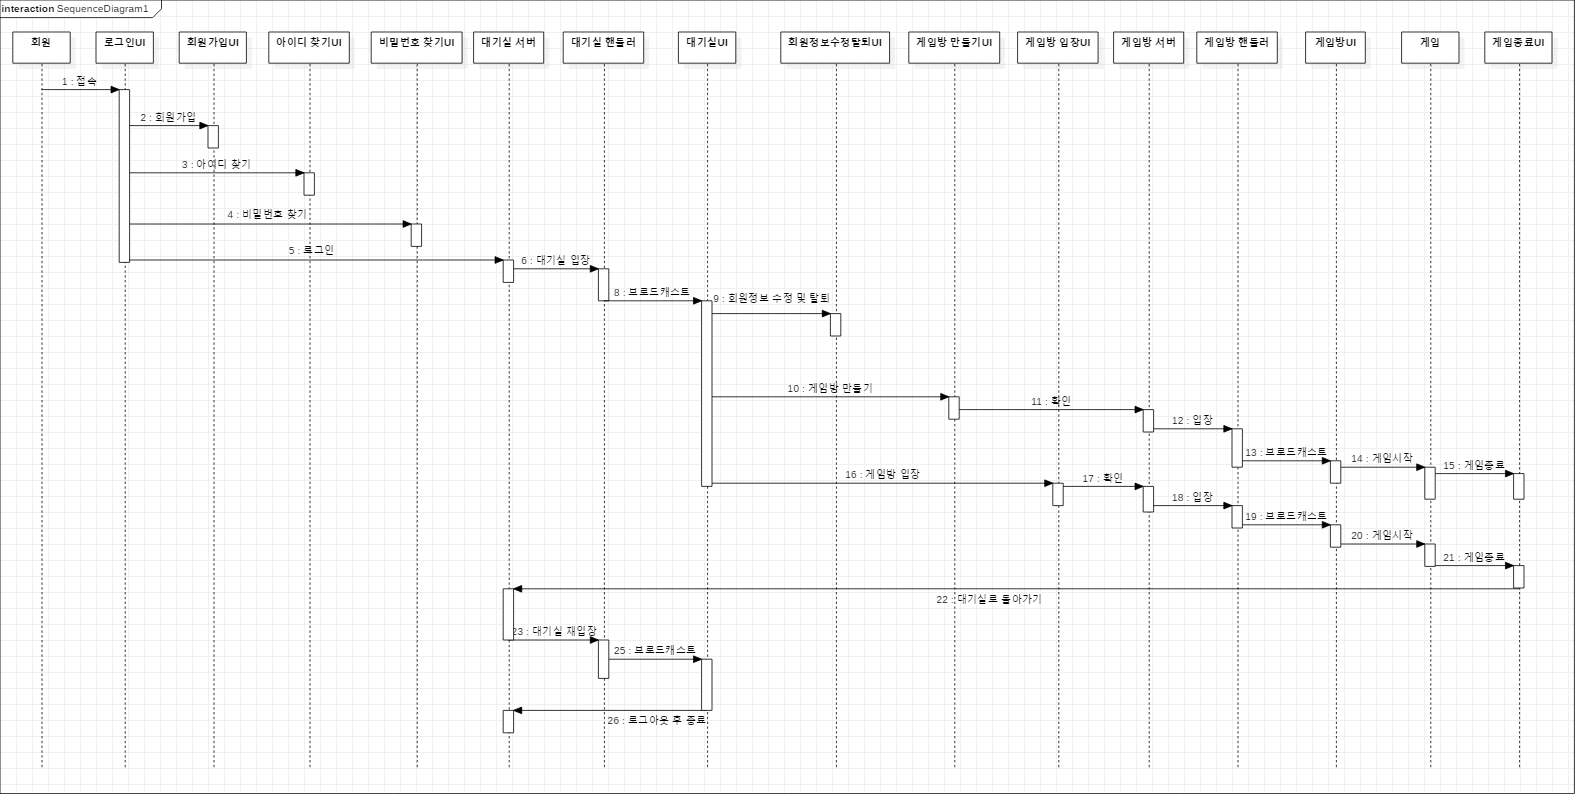 interaction SequenceDiagram1
회원
로그인UI
회원가입UI
아이디 찾기UI
비밀번호 찾기UI
대기실 서버
대기실 핸들러
대기실UI
회원정보수정탈퇴UI
게임방 만들기UI
게임방 입장UI
게임방 서버
게임방 핸들러
게임방UI
게임
게임종료UI
1 : 접속
2 : 회원가입
3 : 아이디 찾기
4 : 비밀번호 찾기
5 : 로그인
6 : 대기실 입장
8 : 브로드캐스트
9 : 회원정보 수정 및 탈퇴
10 : 게임방 만들기
11 : 확인
12 : 입장
13 : 브로드캐스트
14 : 게임시작
15 : 게임종료
16 : 게임방 입장
17 : 확인
18 : 입장
19 : 브로드캐스트
20 : 게임시작
21 : 게임종료
22 : 대기실로 돌아가기
23 : 대기실 재입장
25 : 브로드캐스트
26 : 로그아웃 후 종료